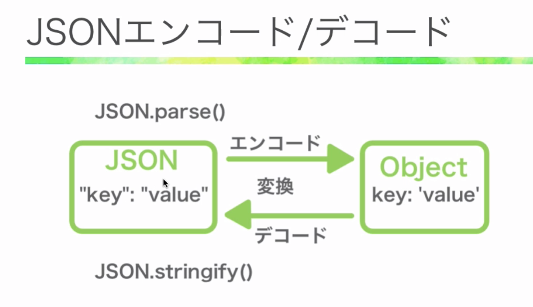 JSONエンコード/デコード
JSON.parse()
エンコード
JSON
"key": "value"
変換
Object
key: 'value'
デコード
JSON.stringify()